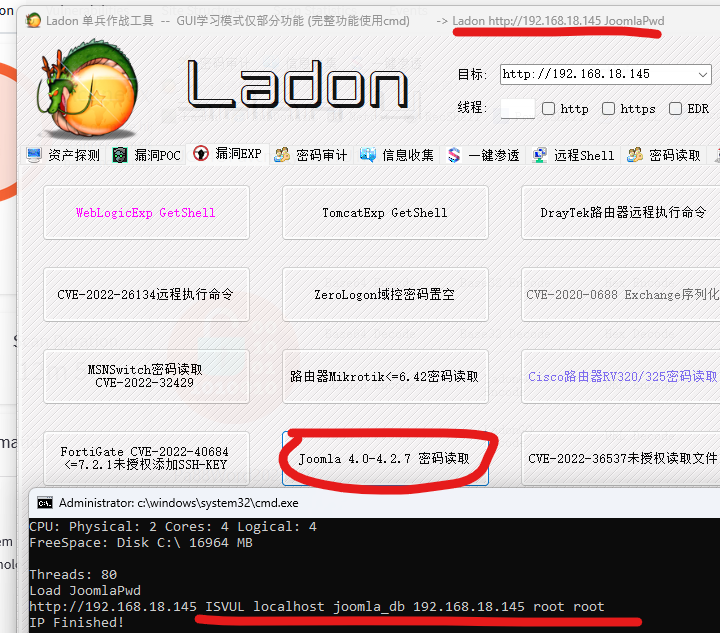 on
Ladon 单兵作战工具 -- GUI学习模式仅部分功能 (完整功能使用cmd) -> Ladon http://192.168.18.145 JoomlaPwd
Ladon
目标: http://192.168.18.145
线程: http https EDR
资产探测 漏洞POC 漏洞EXP 密码审计 信息收集 一键渗透 远程Shell 密码读取
WebLogicExp GetShell
TomcatExp GetShell
DrayTek路由器远程执行命令
CVE-2022-26134远程执行命令
ZeroLogon域控密码置空
CVE-2020-0688 Exchange序列化
MSNSwitch密码读取
CVE-2022-32429
路由器Mikrotik<=6.42密码读取
Cisco路由器RV320/325密码读取
FortiGate CVE-2022-40684
<=7.2.1未授权添加SSH-KEY
Joomla 4.0-4.2.7 密码读取
CVE-2022-36537未授权读取文件
Administrator: c:\windows\system32\cmd.exe
CPU: Physical: 2 Cores: 4 Logical: 4
FreeSpace: Disk C:\ 16964 MB
Threads: 80
Load JoomlaPwd
http://192.168.18.145 ISVUL localhost joomla_db 192.168.18.145 root root
IP Finished!